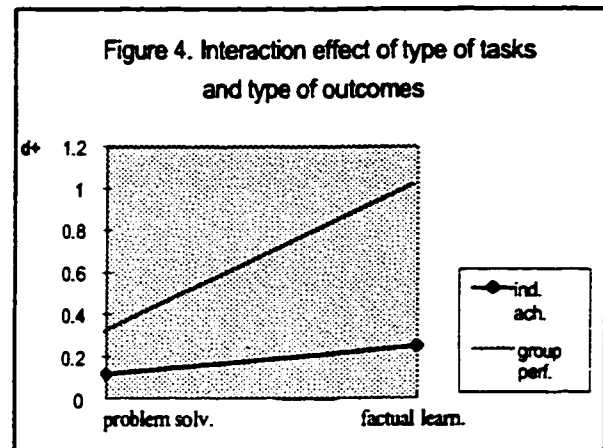 Figure 4. Interaction effect of type of tasks
and type of outcomes
d+
1.2
1
0.8
0.6
0.4
0.2
0
problem solv.
factual learn.
ind.
ach.
group
perf.